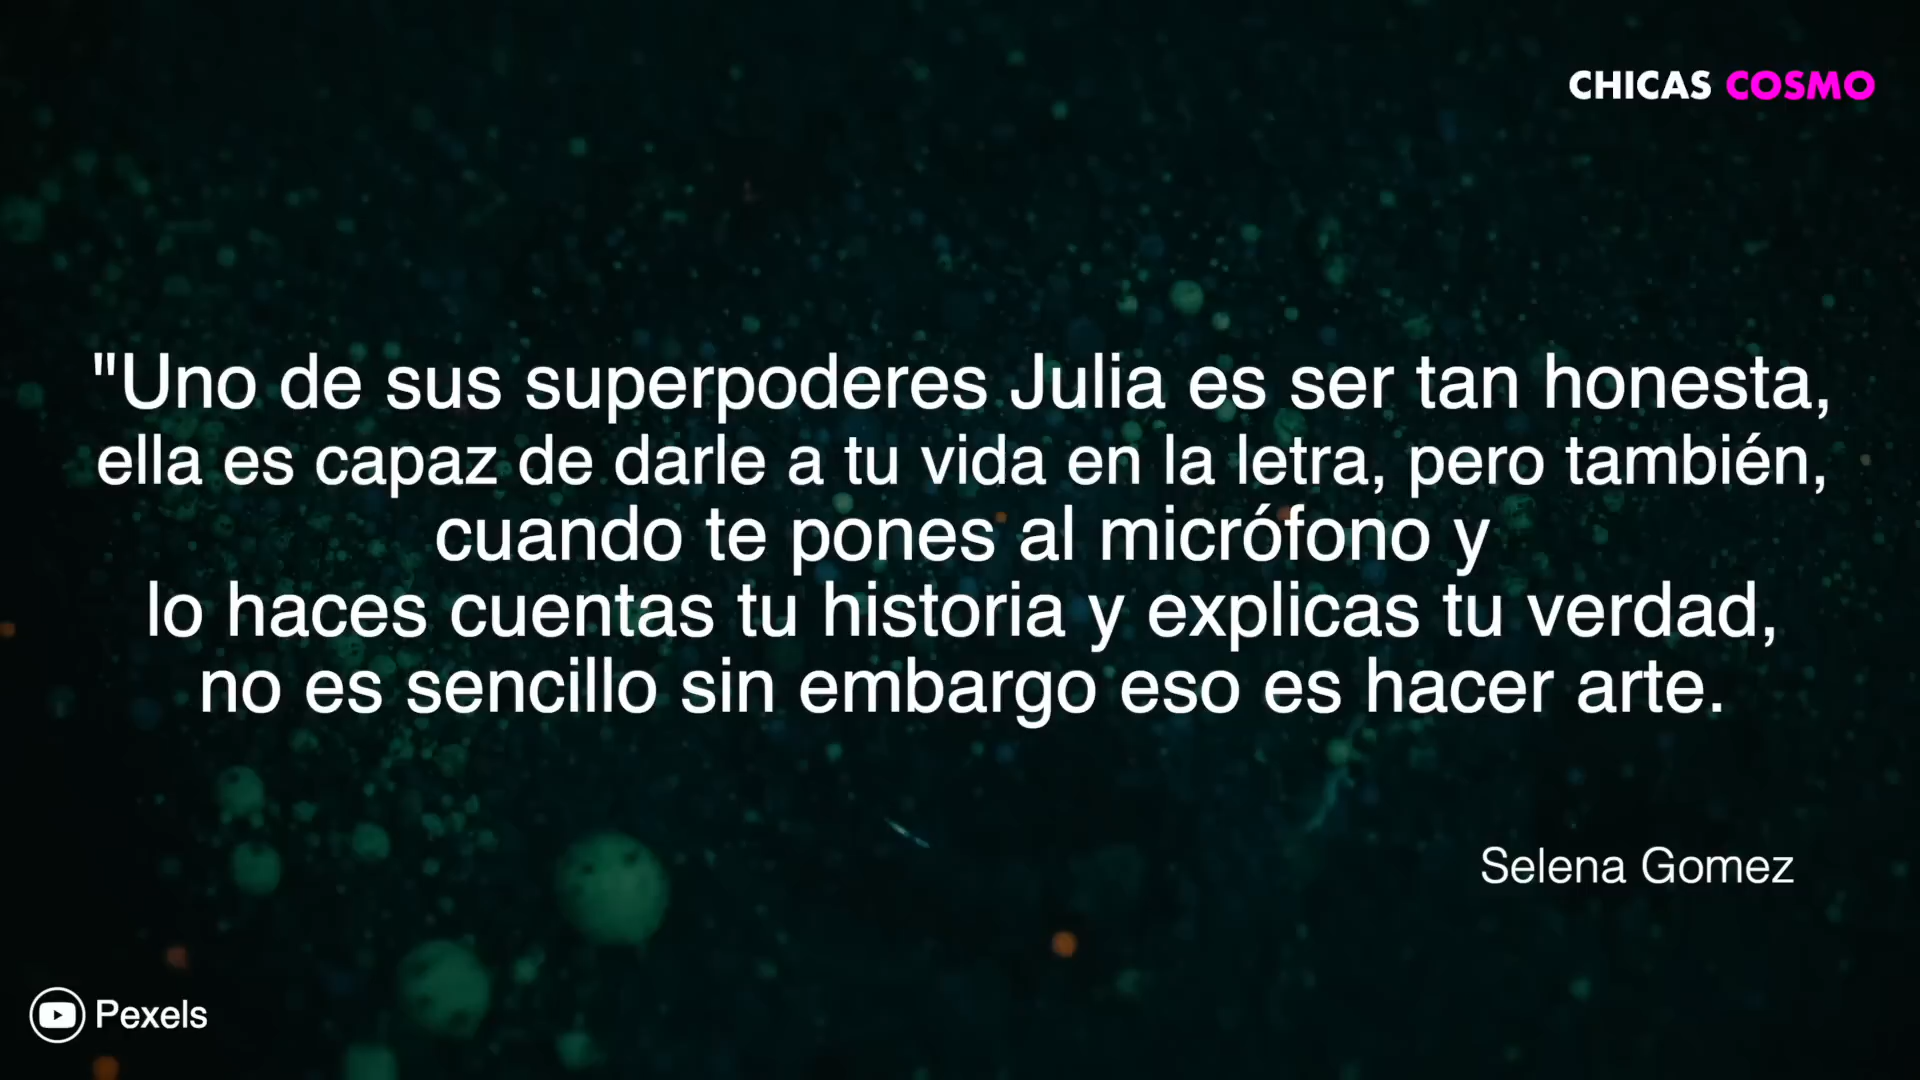 CHICAS COSMO
"Uno de sus superpoderes Julia es ser tan honesta,
ella es capaz de darle a tu vida en la letra, pero también,
cuando te pones al micrófono y
lo haces cuentas tu historia y explicas tu verdad,
no es sencillo sin embargo eso es hacer arte.
Selena Gomez
Pexels